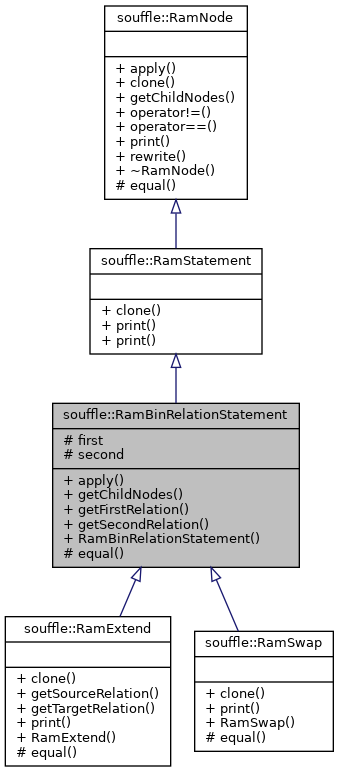 souffle::RamNode
+ apply()
+ clone()
+ getChildNodes()
+ operator!=()
+ operator==()
+ print()
+ rewrite()
+ ~RamNode()
# equal()
souffle::RamStatement
+ clone()
+ print()
+ print()
souffle::RamBinRelationStatement
# first
# second
+ apply()
+ getChildNodes()
+ getFirstRelation()
+ getSecondRelation()
+ RamBinRelationStatement()
# equal()
souffle::RamExtend
+ clone()
+ getSourceRelation()
+ getTargetRelation()
+ print()
+ RamExtend()
# equal()
souffle::RamSwap
+ clone()
+ print()
+ RamSwap()
# equal()